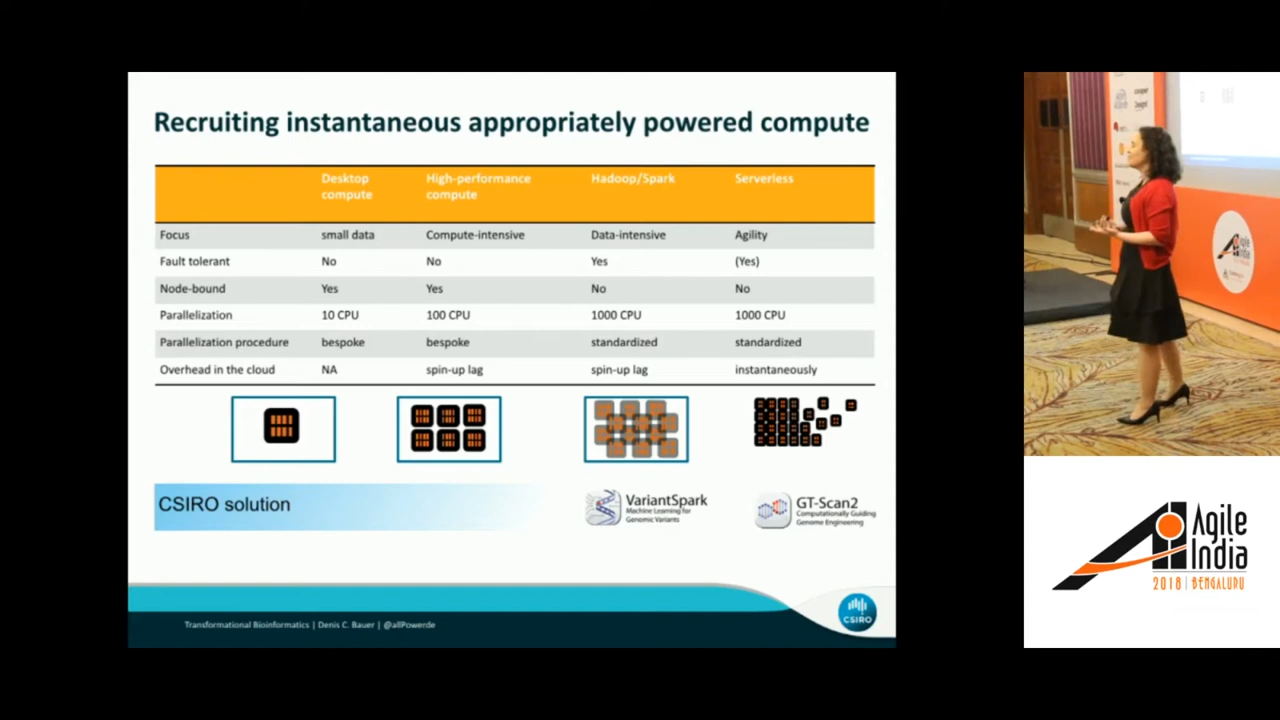 Recruiting instantaneous appropriately powered compute
Desktop compute High-performance compute Hadoop/Spark Serverless
Focus small data Compute-intensive Data-intensive Agility
Fault tolerant No No Yes (Yes)
Node-bound Yes Yes No No
Parallelization 10 CPU 100 CPU 1000 CPU 1000 CPU
Parallelization procedure bespoke bespoke standardized standardized
Overhead in the cloud NA spin-up lag spin-up lag instantaneously
CSIRO solution
VariantSpark
Machine Learning for
Genomic Variants
GT-Scan2
Computationally Guiding
Genome Engineering
Transformational Bioinformatics | Denis C. Bauer | @allPowerde
CSIRO
Agile
India
Agile
India
2018 | BENGALURU